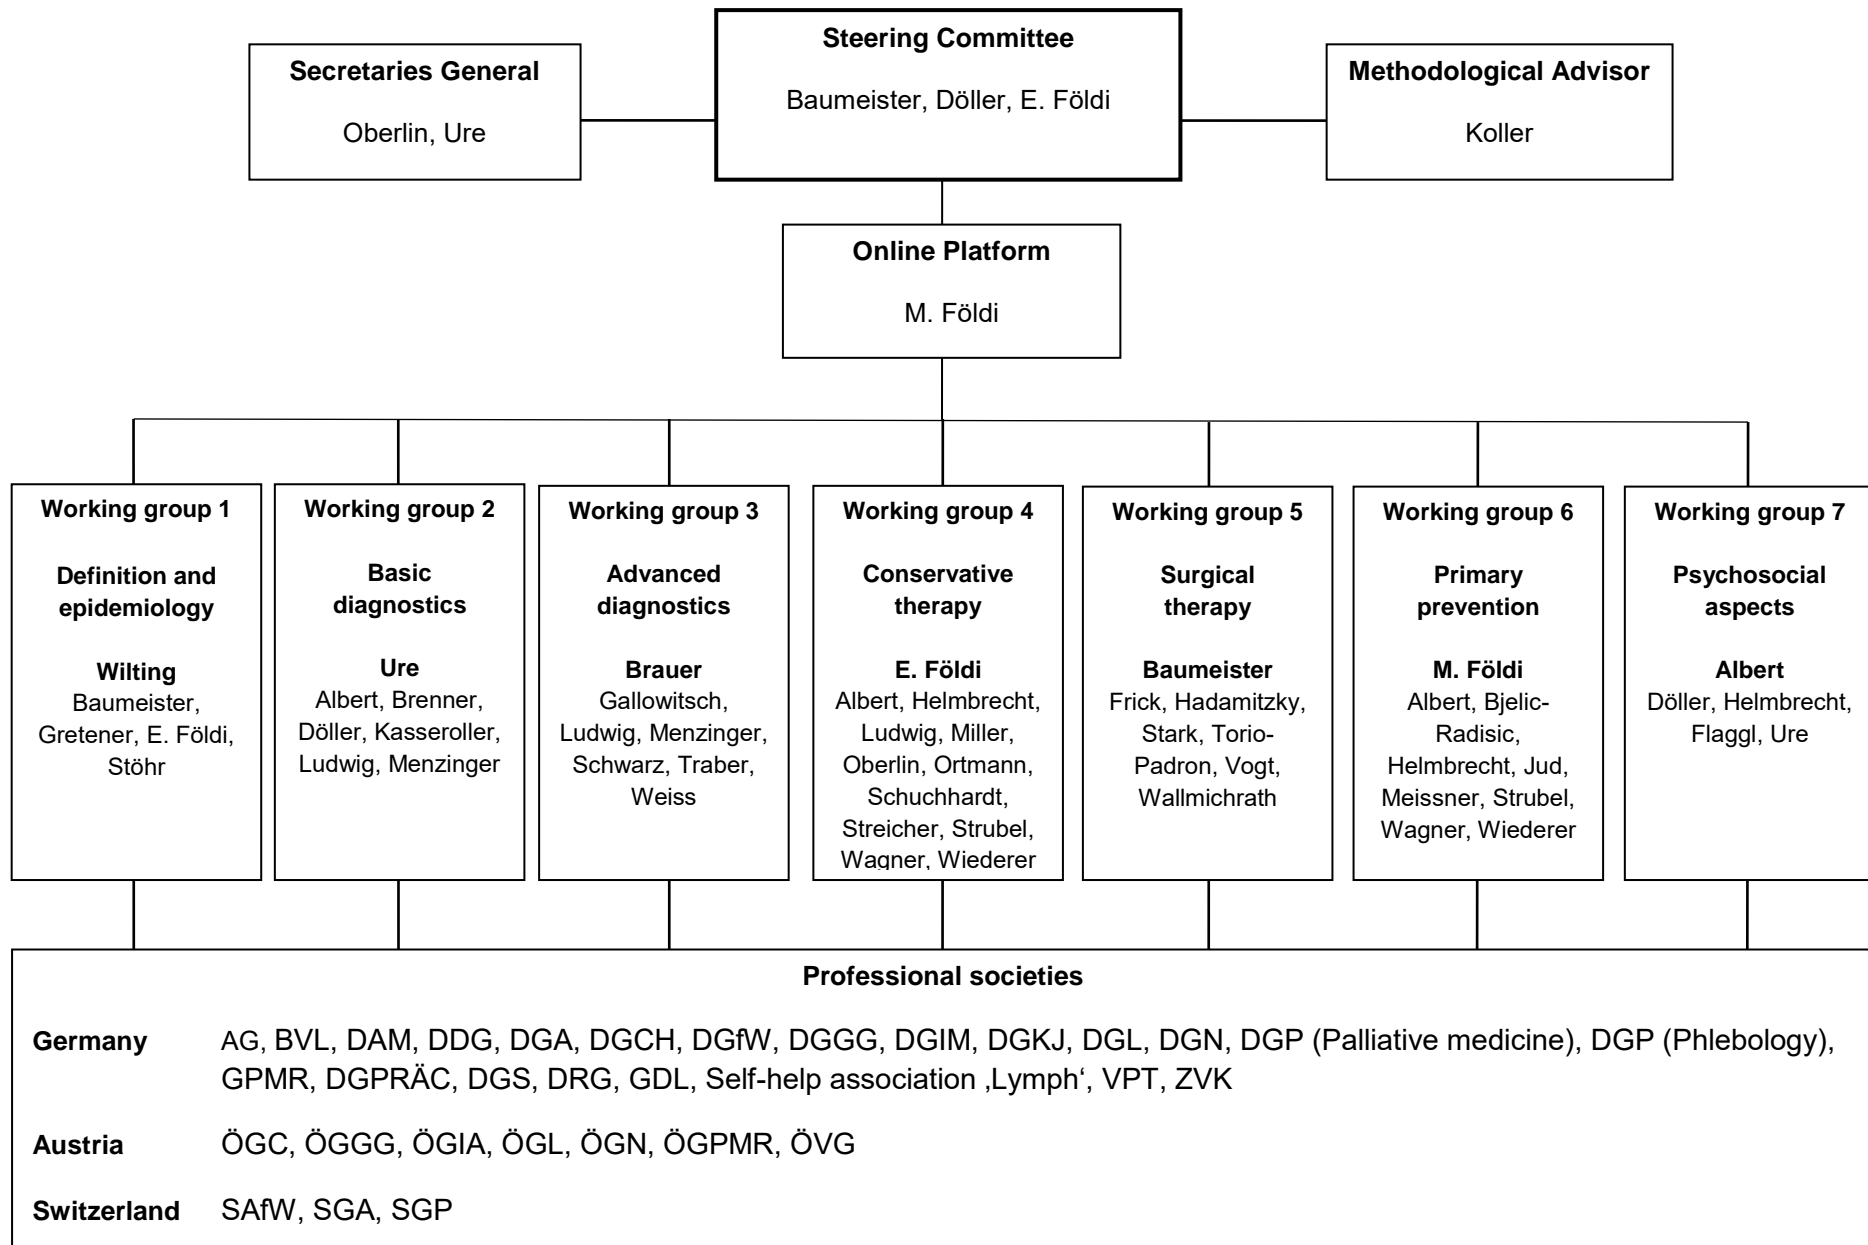 Steering Committee
Baumeister, Döller, E. Földi
Secretaries General
Oberlin, Ure
Methodological Advisor
Koller
Online Platform
M. Földi
Working group 1
Definition and
epidemiology
Wilting
Baumeister,
Gretener, E. Földi,
Stöhr
Working group 2
Basic
diagnostics
Ure
Albert, Brenner,
Döller, Kasseroller,
Ludwig, Menzinger
Working group 3
Advanced
diagnostics
Brauer
Gallowitsch,
Ludwig, Menzinger,
Schwarz, Traber,
Weiss
Working group 4
Conservative
therapy
E. Földi
Albert, Helmbrecht,
Ludwig, Miller,
Oberlin, Ortmann,
Schuchhardt,
Streicher, Strubel,
Wagner, Wiederer
Working group 5
Surgical
therapy
Baumeister
Frick, Hadamitzky,
Stark, Torio-
Padron, Vogt,
Wallmichrath
Working group 6
Primary
prevention
M. Földi
Albert, Bjelic-
Radisic,
Helmbrecht, Jud,
Meissner, Strubel,
Wagner, Wiederer
Working group 7
Psychosocial
aspects
Albert
Döller, Helmbrecht,
Flaggl, Ure
Professional societies
Germany AG, BVL, DAM, DDG, DGA, DGCH, DGfW, DGGG, DGIM, DGKJ, DGL, DGN, DGP (Palliative medicine), DGP (Phlebology),
GPMR, DGPRÄC, DGS, DRG, GDL, Self-help association ‚Lymph‘, VPT, ZVK
Austria ÖGC, ÖGGG, ÖGIA, ÖGL, ÖGN, ÖGPMR, ÖVG
Switzerland SAfW, SGA, SGP